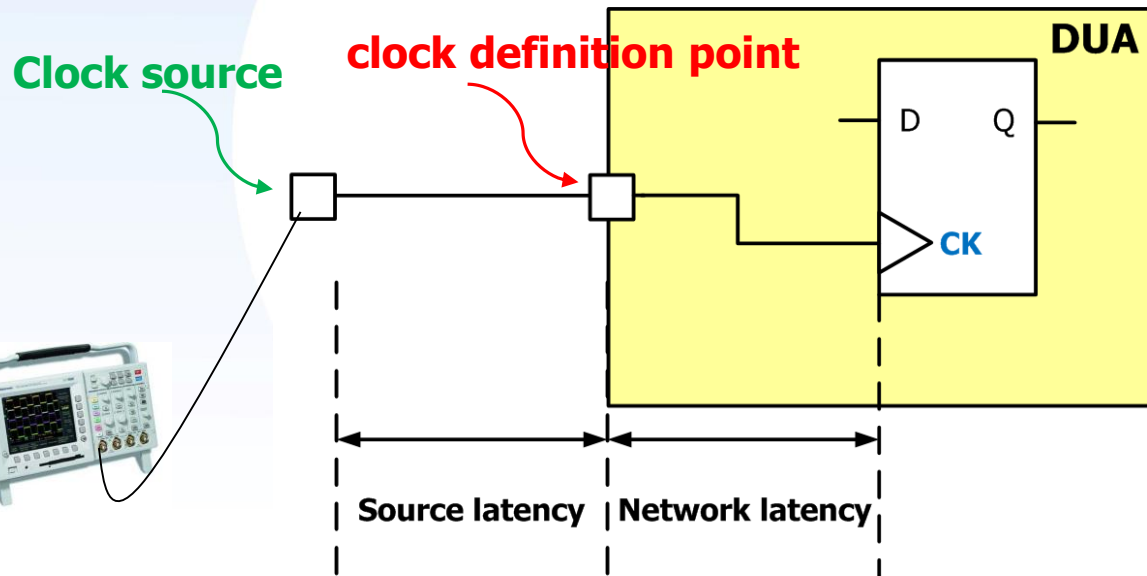 DUA
clock definition point
Clock source
D
Q
CK
Source latency
Network latency